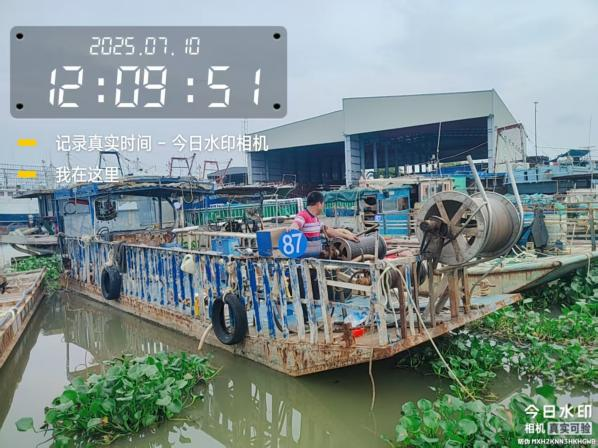 2025.07.10
12:09:51
记录真实时间 - 今日水印相机
我在这里
87
今日水印
相机 真实可验
防伪 MXH2KNN3HKHGWB